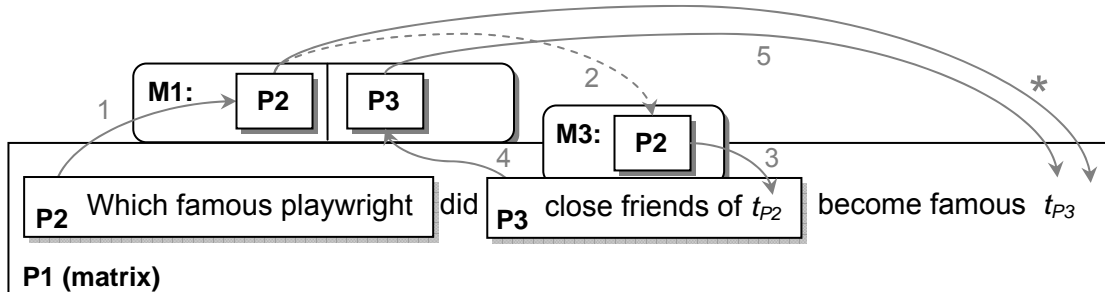 2
5
M1: P2 P3
*
1
M3: P2
4
3
P2 Which famous playwright did P3 close friends of tP2 become famous tP3
P1 (matrix)